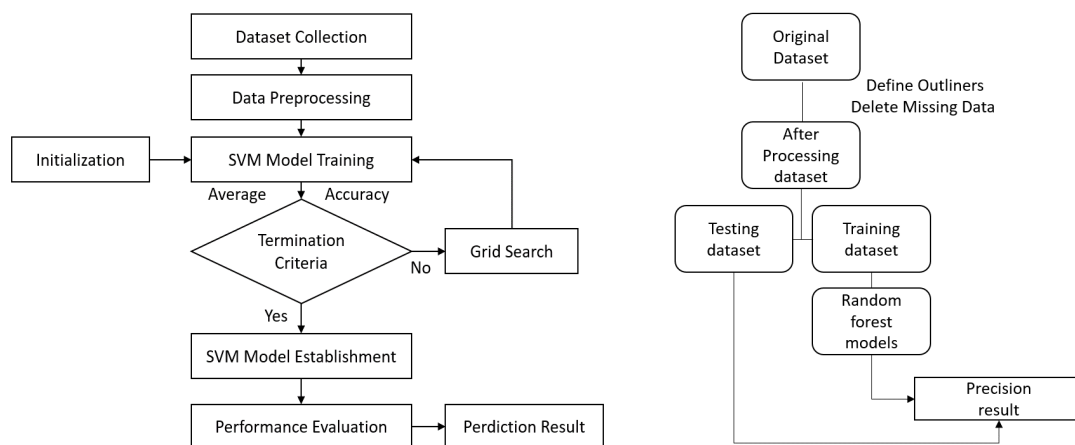 Dataset Collection
Data Preprocessing
Initialization
SVM Model Training
Average
Accuracy
Termination
Criteria
No
Grid Search
Yes
SVM Model Establishment
Performance Evaluation
Perdiction Result
Original
Dataset
Define Outliners
Delete Missing Data
After
Processing
dataset
Testing
dataset
Training
dataset
Random
forest
models
Precision
result